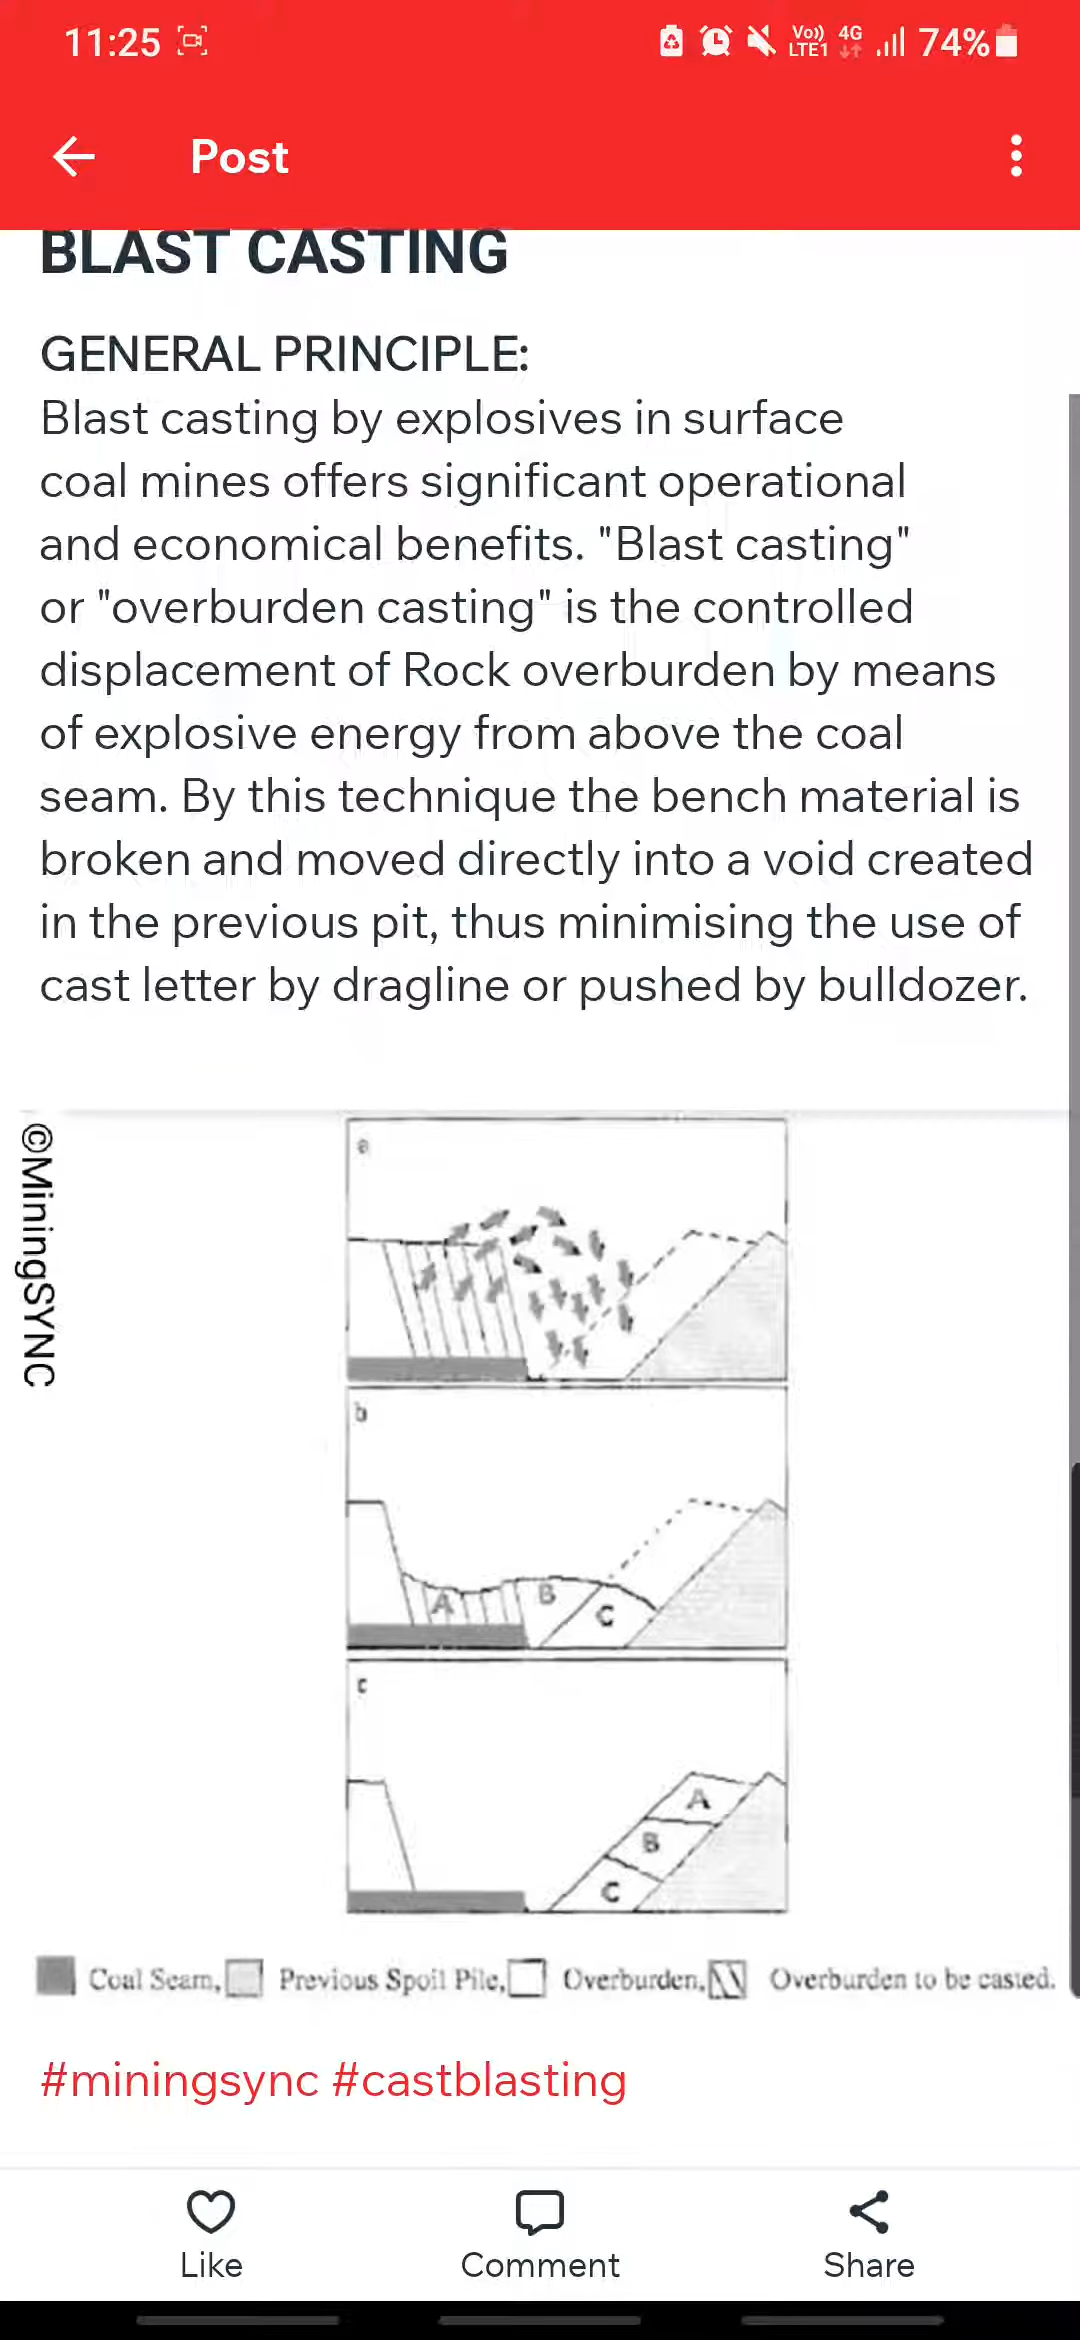 11:25
Vo)) 4G
LTE1
74%
Post
BLAST CASTING
GENERAL PRINCIPLE:
Blast casting by explosives in surface
coal mines offers significant operational
and economical benefits. "Blast casting"
or "overburden casting" is the controlled
displacement of Rock overburden by means
of explosive energy from above the coal
seam. By this technique the bench material is
broken and moved directly into a void created
in the previous pit, thus minimising the use of
cast letter by dragline or pushed by bulldozer.
©MiningSYNC
a
b
A B C
c
A
B
C
Coal Seam, Previous Spoil Pile, Overburden, Overburden to be casted.
#miningsync #castblasting
Like Comment Share